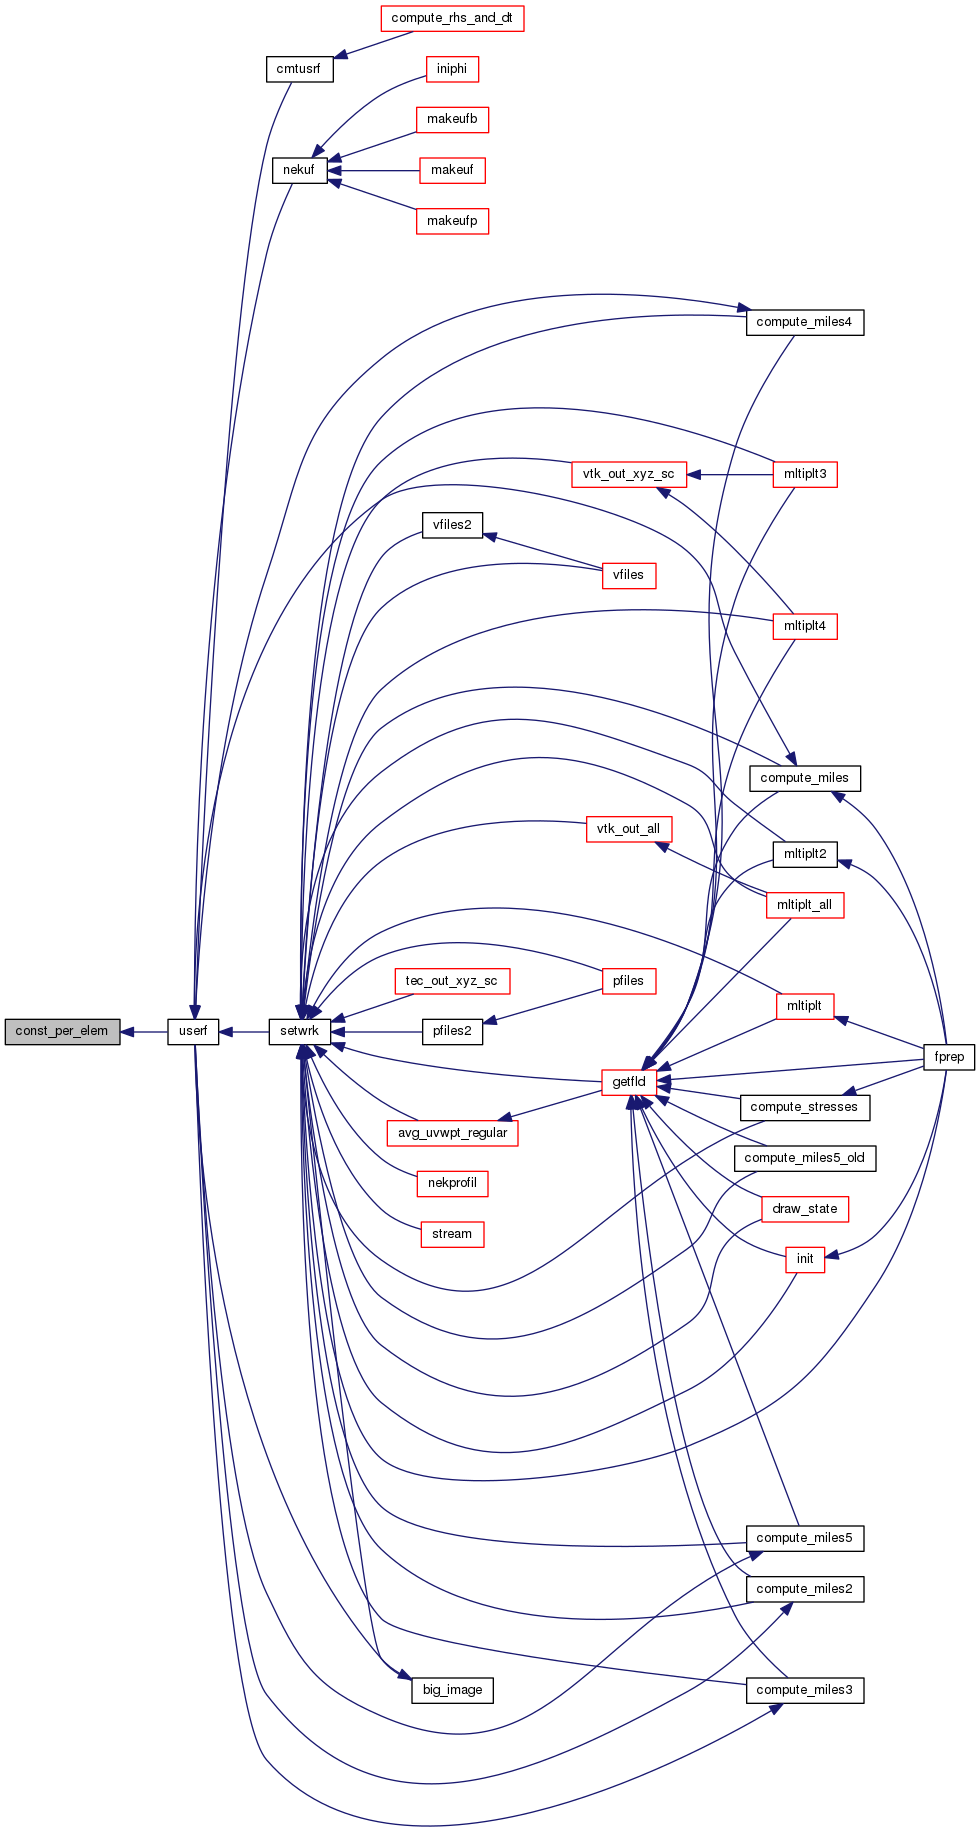 compute_rhs_and_dt
cmtusrf
iniphi
makeufb
nekuf
makeuf
makeufp
compute_miles4
vtk_out_xyz_sc
mltiplt3
vfiles2
vfiles
mltiplt4
compute_miles
vtk_out_all
mltiplt2
mltiplt_all
tec_out_xyz_sc
pfiles
mltiplt
const_per_elem
userf
setwrk
pfiles2
fprep
getfld
compute_stresses
avg_uvwpt_regular
compute_miles5_old
nekprofil
draw_state
stream
init
compute_miles5
compute_miles2
big_image
compute_miles3